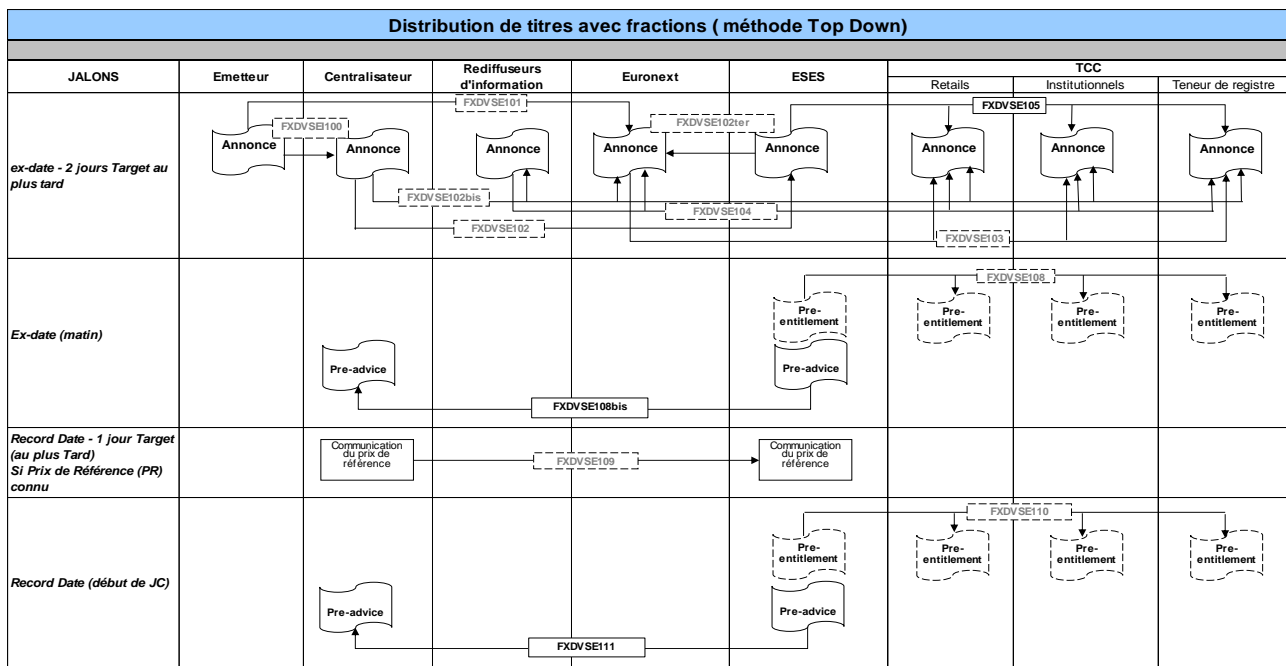 Distribution de titres avec fractions ( méthode Top Down)
JALONS
Emetteur
Centralisateur
Rediffuseurs
d'information
Euronext
ESES
TCC
Retails
Institutionnels
Teneur de registre
ex-date - 2 jours Target au
plus tard
FXDVSE101
FXDVSE102ter
FXDVSE105
FXDVSEI100
Annonce
Annonce
Annonce
Annonce
Annonce
Annonce
Annonce
Annonce
FXDVSE102bis
FXDVSE104
FXDVSE102
FXDVSE103
Ex-date (matin)
FXDVSE108
Pre-
entitlement
Pre-
entitlement
Pre-
entitlement
Pre-
entitlement
Pre-advice
Pre-advice
FXDVSE108bis
Record Date - 1 jour Target
(au plus Tard)
Si Prix de Référence (PR)
connu
Communication
du prix de
référence
FXDVSE109
Communication
du prix de
référence
Record Date (début de JC)
FXDVSE110
Pre-
entitlement
Pre-
entitlement
Pre-
entitlement
Pre-
entitlement
Pre-advice
Pre-advice
FXDVSE111